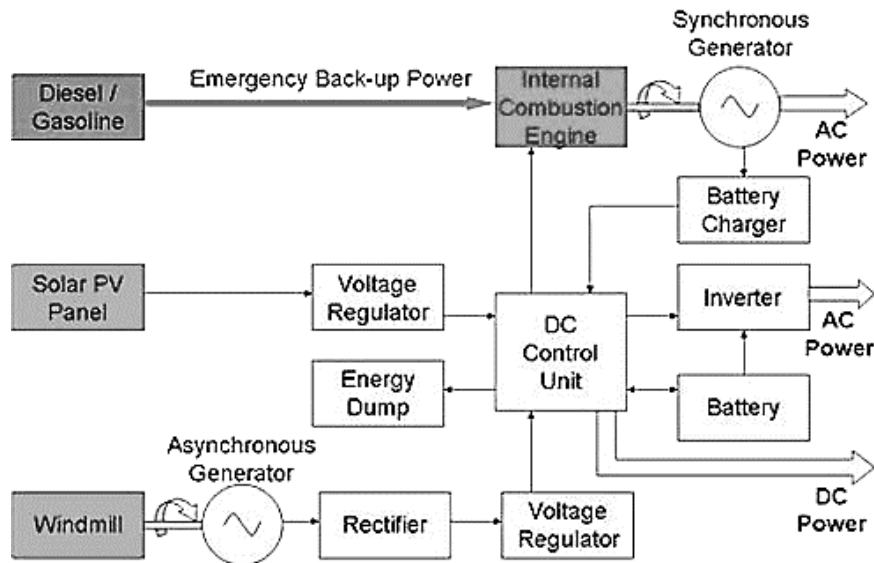 Synchronous
Generator
Diesel /
Gasoline
Emergency Back-up Power
Internal
Combustion
Engine
AC
Power
Battery
Charger
Solar PV
Panel
Voltage
Regulator
DC
Control
Unit
Inverter
AC
Power
Energy
Dump
Battery
Asynchronous
Generator
DC
Power
Windmill
Rectifier
Voltage
Regulator